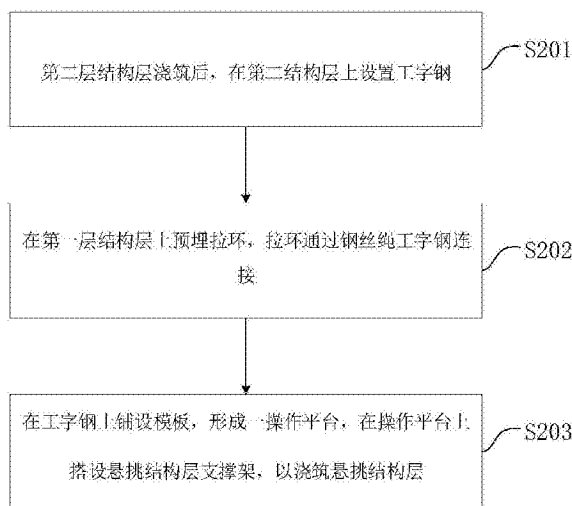 第二层结构层浇筑后，在第二结构层上设置工字钢
S201
在第一层结构层上预埋拉环，拉环通过钢丝绳工字钢连
接
S202
在工字钢上铺设模板，形成一操作平台，在操作平台上
搭设悬挑结构层支撑架，以浇筑悬挑结构层
S203